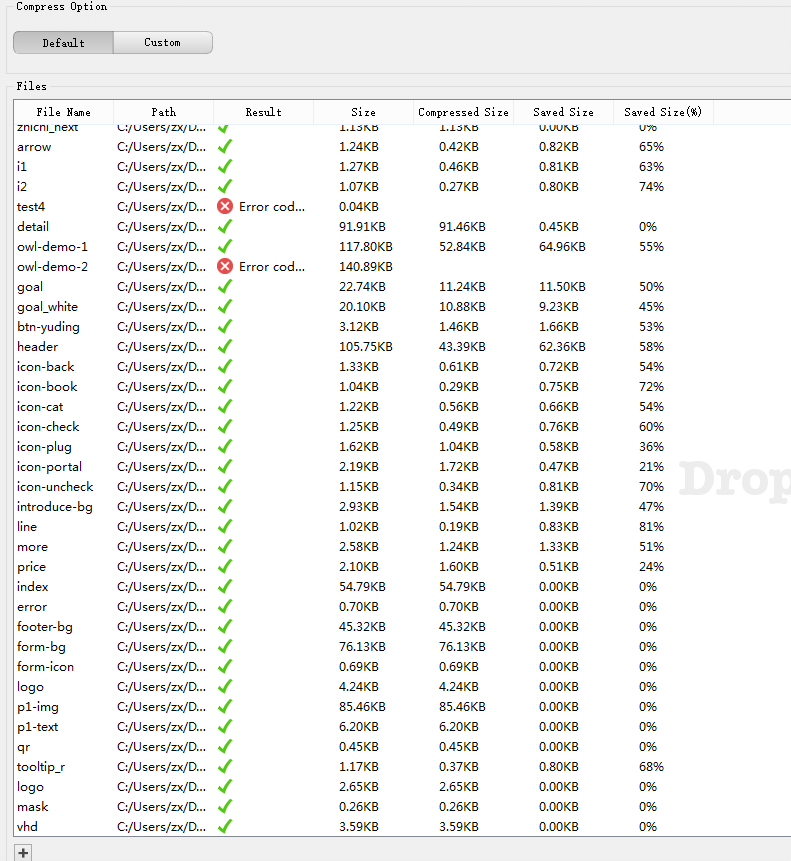 Compress Option
Default Custom
Files
File Name Path Result Size Compressed Size Saved Size Saved Size(%)
zhichi_next C:/Users/zx/D... 1.13KB 1.13KB 0.00KB 0%
arrow C:/Users/zx/D... 1.24KB 0.42KB 0.82KB 65%
i1 C:/Users/zx/D... 1.27KB 0.46KB 0.81KB 63%
i2 C:/Users/zx/D... 1.07KB 0.27KB 0.80KB 74%
test4 C:/Users/zx/D... Error cod... 0.04KB
detail C:/Users/zx/D... 91.91KB 91.46KB 0.45KB 0%
owl-demo-1 C:/Users/zx/D... 117.80KB 52.84KB 64.96KB 55%
owl-demo-2 C:/Users/zx/D... Error cod... 140.89KB
goal C:/Users/zx/D... 22.74KB 11.24KB 11.50KB 50%
goal_white C:/Users/zx/D... 20.10KB 10.88KB 9.23KB 45%
btn-yuding C:/Users/zx/D... 3.12KB 1.46KB 1.66KB 53%
header C:/Users/zx/D... 105.75KB 43.39KB 62.36KB 58%
icon-back C:/Users/zx/D... 1.33KB 0.61KB 0.72KB 54%
icon-book C:/Users/zx/D... 1.04KB 0.29KB 0.75KB 72%
icon-cat C:/Users/zx/D... 1.22KB 0.56KB 0.66KB 54%
icon-check C:/Users/zx/D... 1.25KB 0.49KB 0.76KB 60%
icon-plug C:/Users/zx/D... 1.62KB 1.04KB 0.58KB 36%
icon-portal C:/Users/zx/D... 2.19KB 1.72KB 0.47KB 21%
icon-uncheck C:/Users/zx/D... 1.15KB 0.34KB 0.81KB 70%
Drop
introduce-bg C:/Users/zx/D... 2.93KB 1.54KB 1.39KB 47%
line C:/Users/zx/D... 1.02KB 0.19KB 0.83KB 81%
more C:/Users/zx/D... 2.58KB 1.24KB 1.33KB 51%
price C:/Users/zx/D... 2.10KB 1.60KB 0.51KB 24%
index C:/Users/zx/D... 54.79KB 54.79KB 0.00KB 0%
error C:/Users/zx/D... 0.70KB 0.70KB 0.00KB 0%
footer-bg C:/Users/zx/D... 45.32KB 45.32KB 0.00KB 0%
form-bg C:/Users/zx/D... 76.13KB 76.13KB 0.00KB 0%
form-icon C:/Users/zx/D... 0.69KB 0.69KB 0.00KB 0%
logo C:/Users/zx/D... 4.24KB 4.24KB 0.00KB 0%
p1-img C:/Users/zx/D... 85.46KB 85.46KB 0.00KB 0%
p1-text C:/Users/zx/D... 6.20KB 6.20KB 0.00KB 0%
qr C:/Users/zx/D... 0.45KB 0.45KB 0.00KB 0%
tooltip_r C:/Users/zx/D... 1.17KB 0.37KB 0.80KB 68%
logo C:/Users/zx/D... 2.65KB 2.65KB 0.00KB 0%
mask C:/Users/zx/D... 0.26KB 0.26KB 0.00KB 0%
vhd C:/Users/zx/D... 3.59KB 3.59KB 0.00KB 0%
+